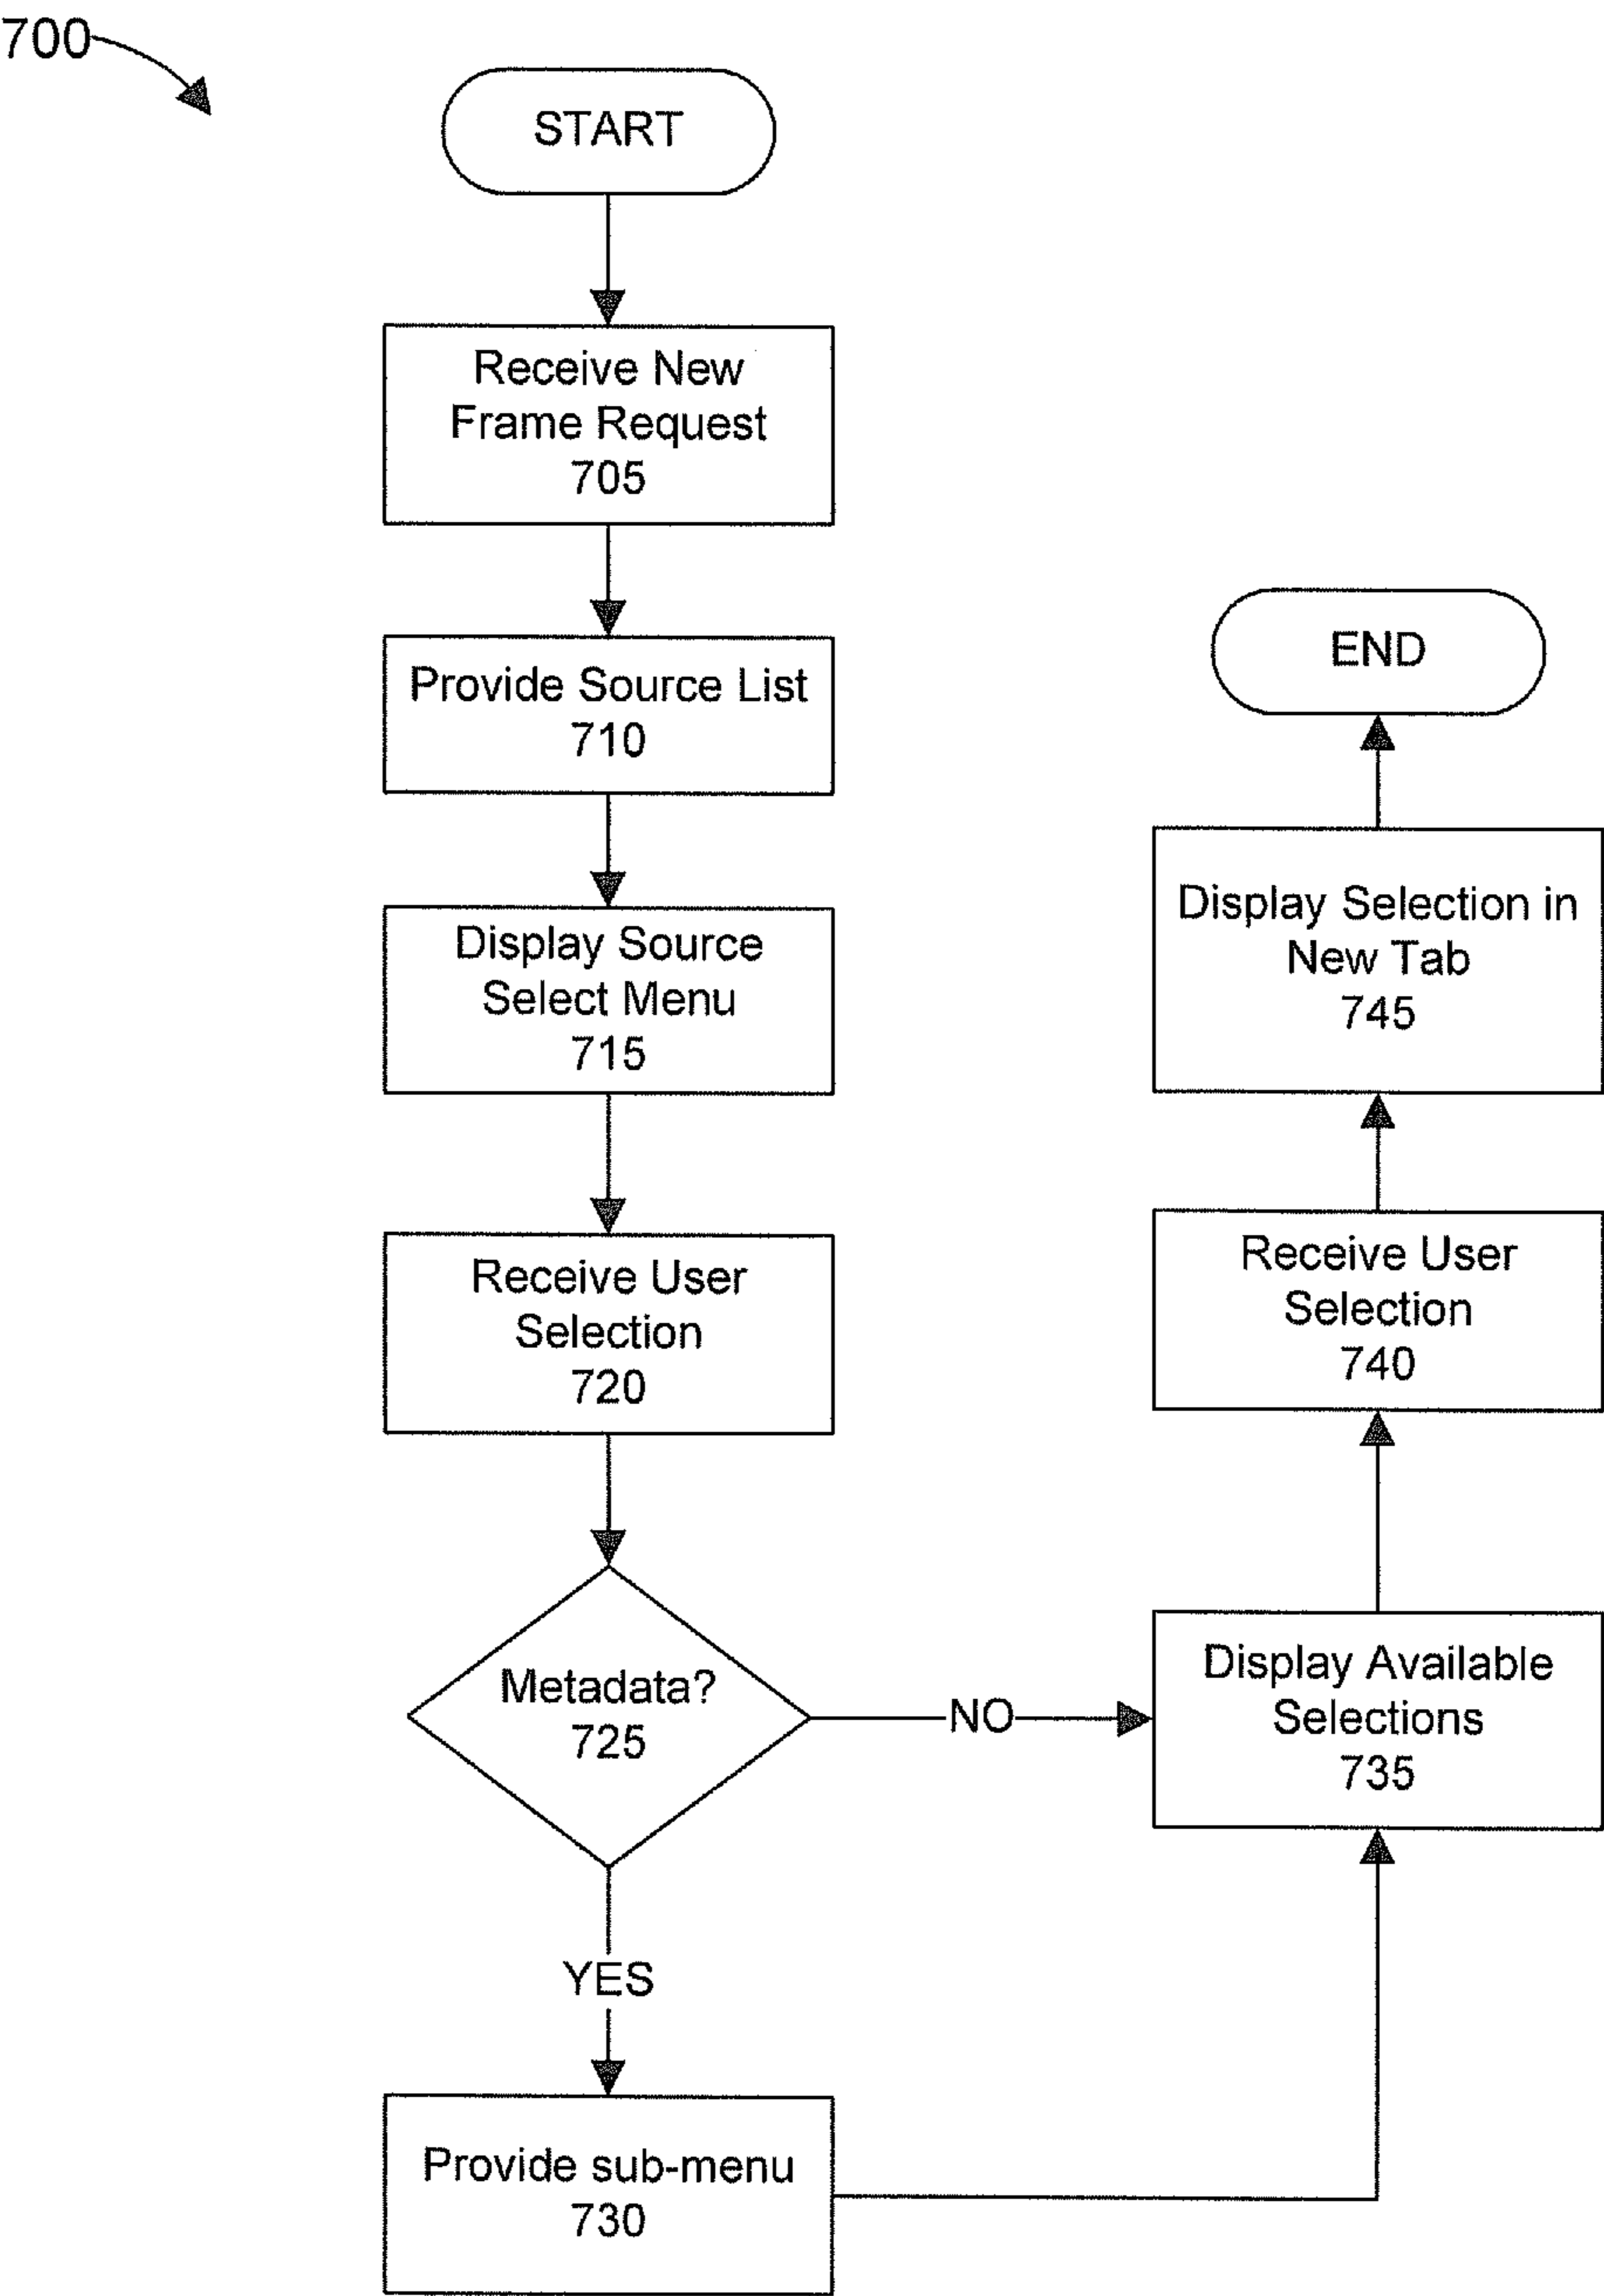 700
START
Receive New
Frame Request
705
Provide Source List
710
Display Source
Select Menu
715
Receive User
Selection
720
Metadata?
725
NO
YES
Provide sub-menu
730
Display Available
Selections
735
Receive User
Selection
740
Display Selection in
New Tab
745
END